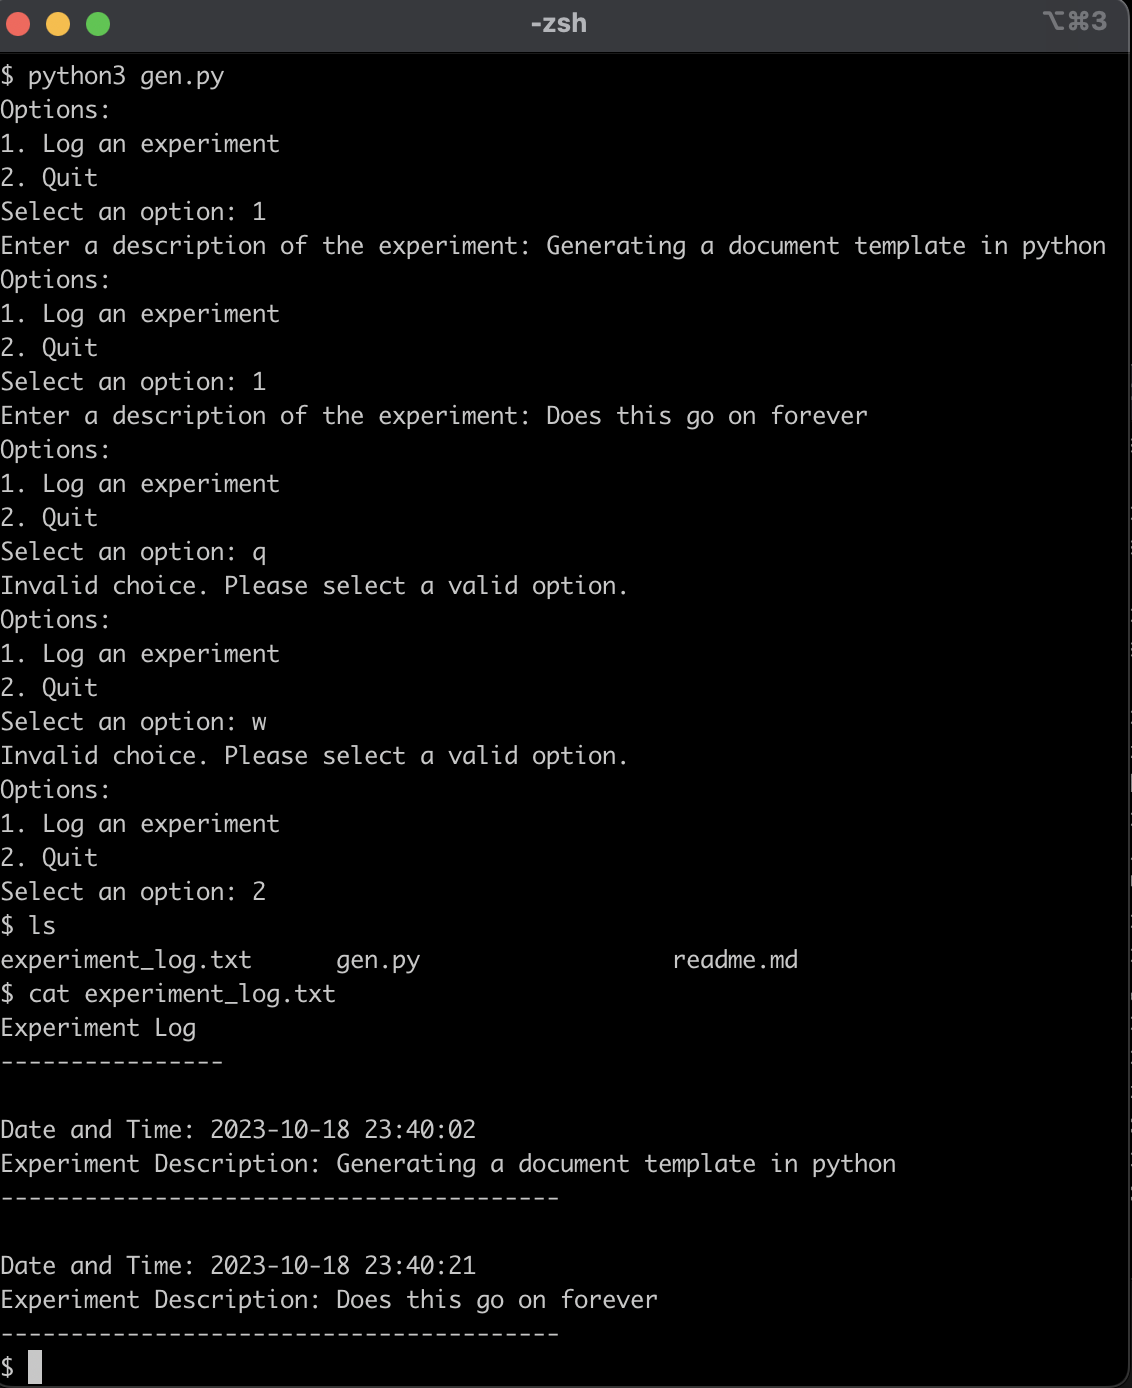 -zsh
⌥⌘3
$ python3 gen.py
Options:
1. Log an experiment
2. Quit
Select an option: 1
Enter a description of the experiment: Generating a document template in python
Options:
1. Log an experiment
2. Quit
Select an option: 1
Enter a description of the experiment: Does this go on forever
Options:
1. Log an experiment
2. Quit
Select an option: q
Invalid choice. Please select a valid option.
Options:
1. Log an experiment
2. Quit
Select an option: w
Invalid choice. Please select a valid option.
Options:
1. Log an experiment
2. Quit
Select an option: 2
$ ls
experiment_log.txt      gen.py                  readme.md
$ cat experiment_log.txt
Experiment Log
----------------

Date and Time: 2023-10-18 23:40:02
Experiment Description: Generating a document template in python
----------------------------------------

Date and Time: 2023-10-18 23:40:21
Experiment Description: Does this go on forever
----------------------------------------
$